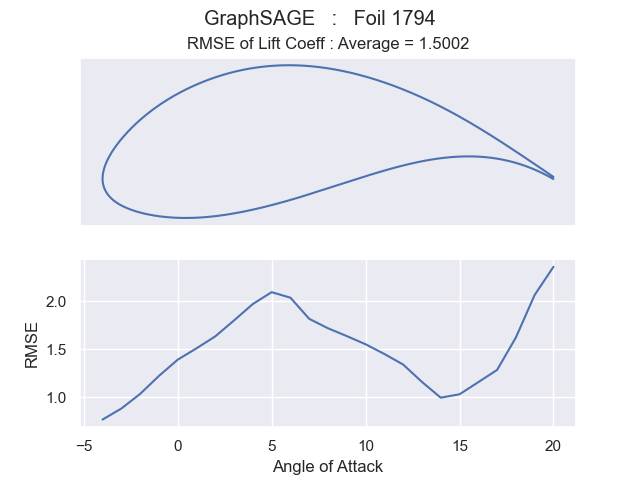 GraphSAGE   :   Foil 1794
RMSE of Lift Coeff : Average = 1.5002
2.0
1.5
1.0
RMSE
−5 0 5 10 15 20
Angle of Attack